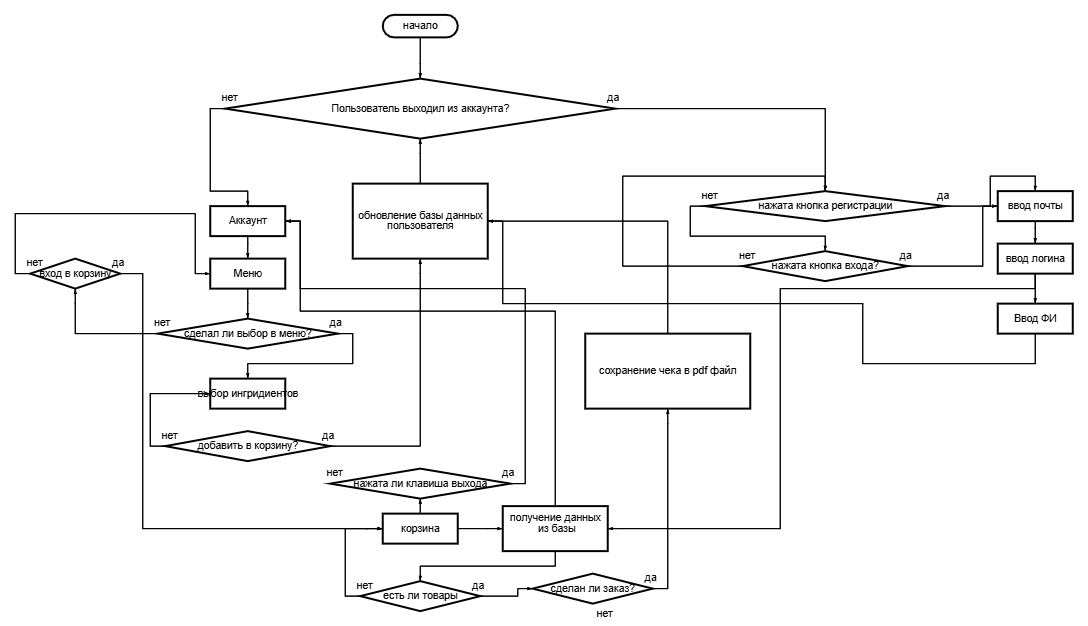 начало
нет
да
Пользователь выходил из аккаунта?
нет
нажата кнопка регистрации
да
ввод почты
Аккаунт
обновление базы данных
пользователя
нет
вход в корзину
да
Меню
нет
нажата кнопка входа?
да
ввод логина
нет
сделал ли выбор в меню?
да
Ввод ФИ
сохранение чека в pdf файл
выбор ингридиентов
нет
добавить в корзину?
да
нет
нажата ли клавиша выхода
да
корзина
получение данных
из базы
нет
есть ли товары
да
сделан ли заказ?
да
нет